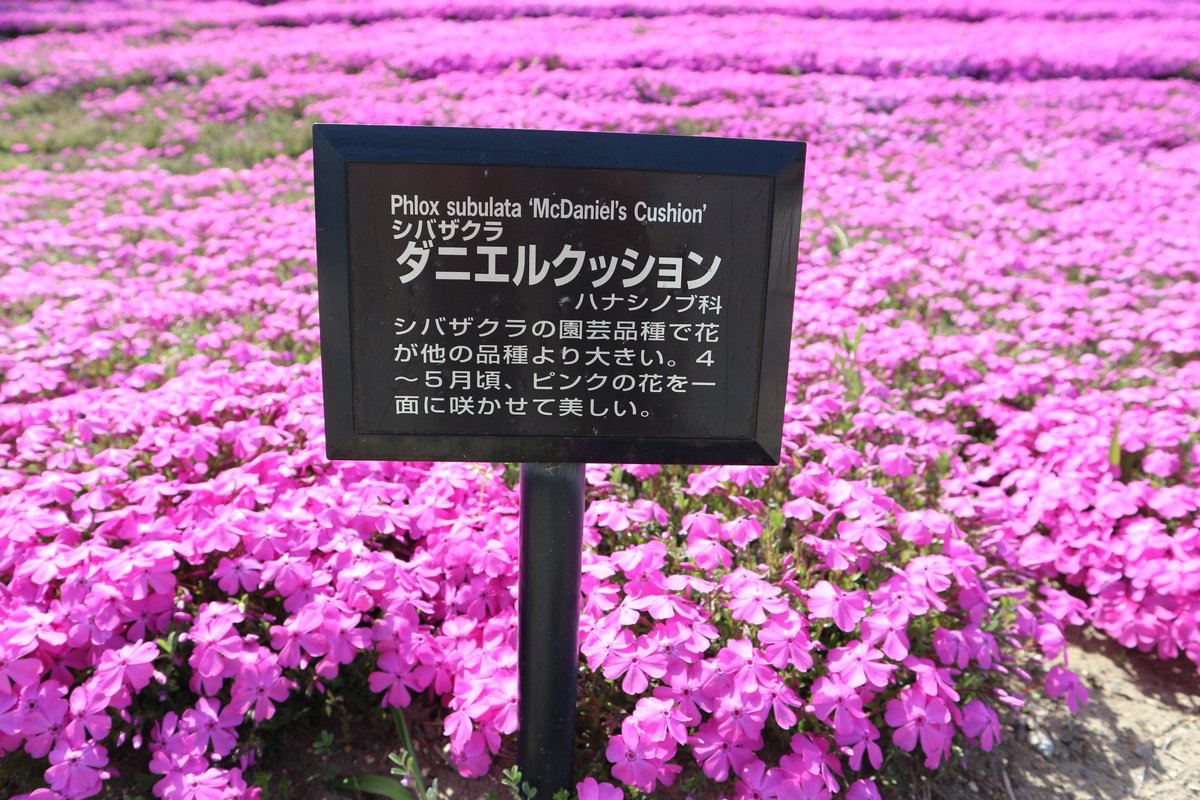 Phlox subulata ‘McDaniel’s Cushion’
シバザクラ
ダニエルクッション
ハナシノブ科
シバザクラの園芸品種で花
が他の品種より大きい。４
～５月頃、ピンクの花を一
面に咲かせて美しい。